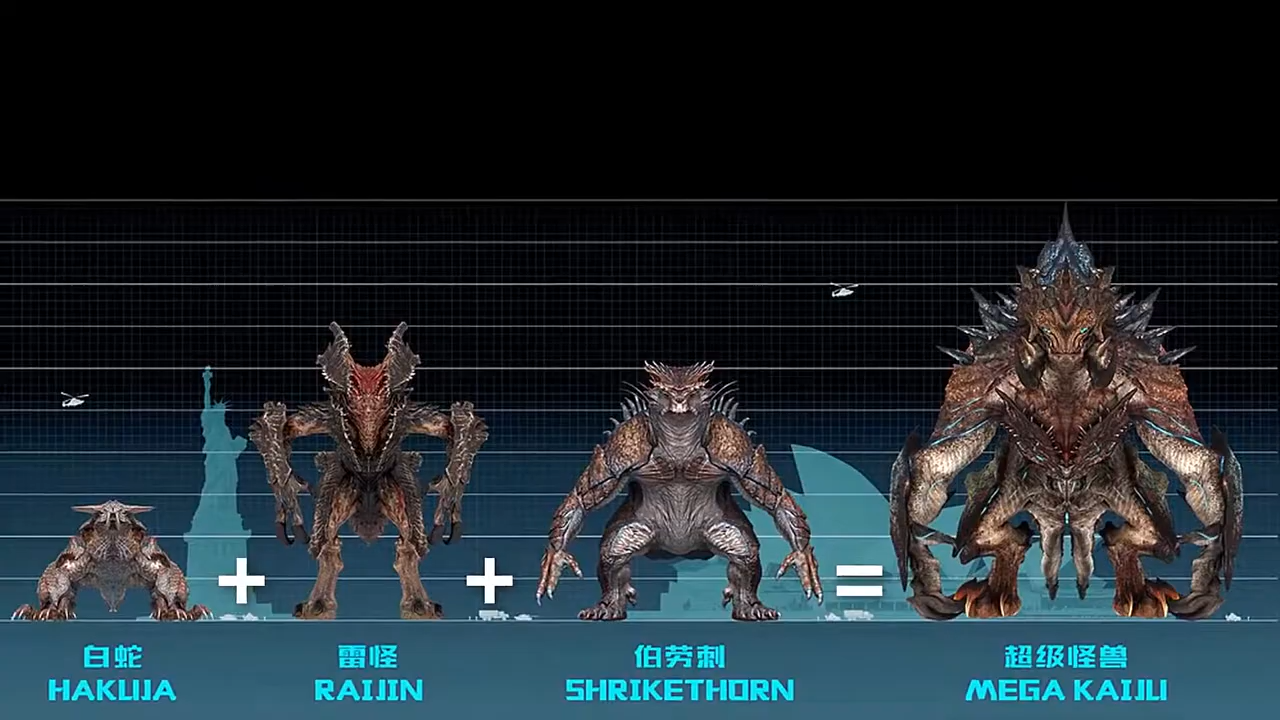 白蛇
HAKUJA
+
雷怪
RAIJIN
+
伯劳刺
SHRIKETHORN
=
超级怪兽
MEGA KAIJU